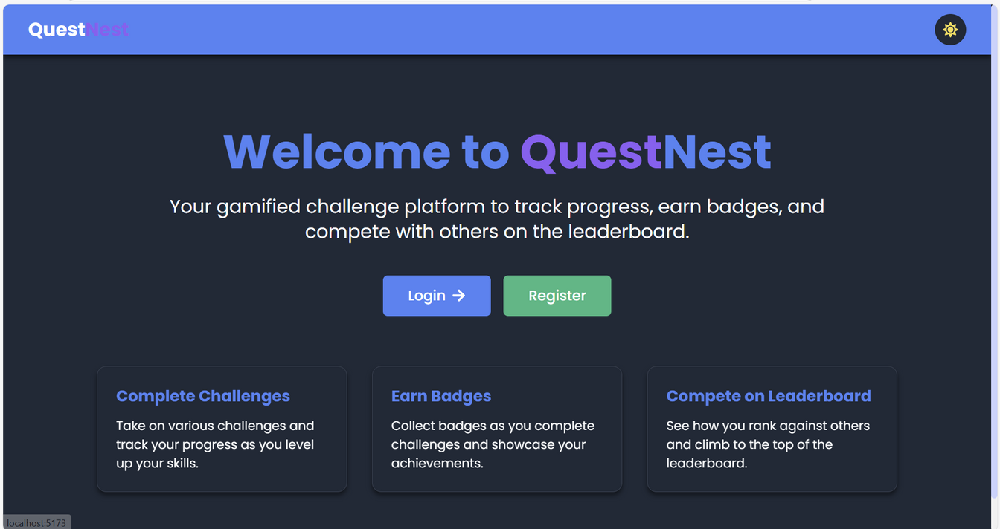 QuestNest
Welcome to QuestNest
Your gamified challenge platform to track progress, earn badges, and
compete with others on the leaderboard.
Login
Register
Complete Challenges
Take on various challenges and
track your progress as you level
up your skills.
Earn Badges
Collect badges as you complete
challenges and showcase your
achievements.
Compete on Leaderboard
See how you rank against others
and climb to the top of the
leaderboard.
localhost:5173